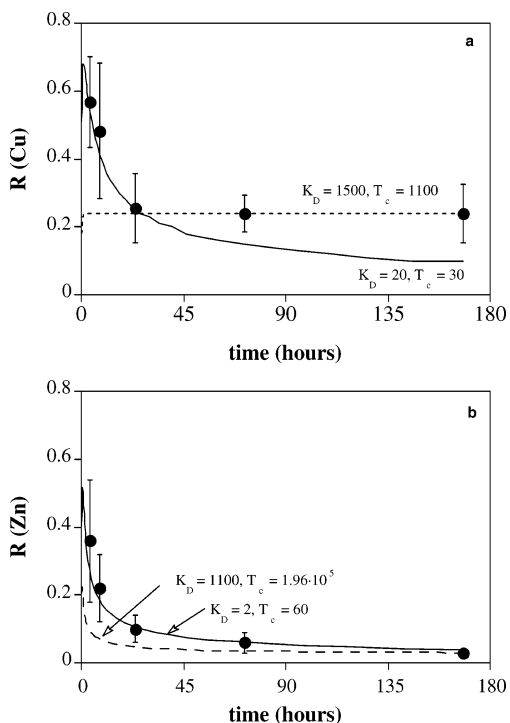 0.8
a
0.6
R (Cu)
0.4
K_D = 1500, T_c = 1100
0.2
K_D = 20, T_c = 30
0
0 45 90 135 180
time (hours)
0.8
b
0.6
R (Zn)
0.4
K_D = 1100, T_c = 1.96·10^5
0.2
K_D = 2, T_c = 60
0
0 45 90 135 180
time (hours)